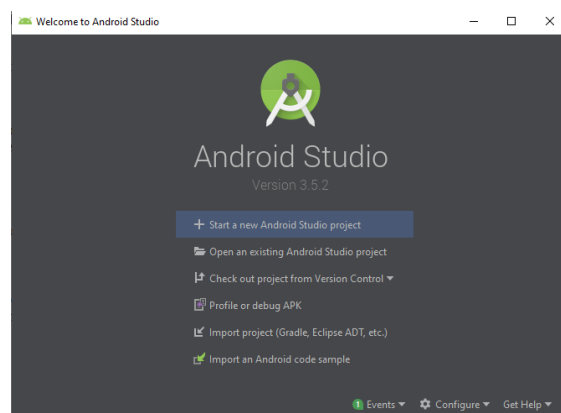 Welcome to Android Studio
Android Studio
Version 3.5.2
Start a new Android Studio project
Open an existing Android Studio project
Check out project from Version Control
Profile or debug APK
Import project (Gradle, Eclipse ADT, etc.)
Import an Android code sample
1 Events Configure Get Help